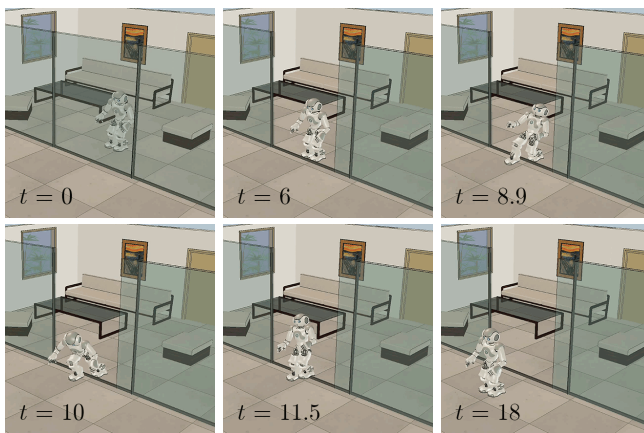 t = 0
t = 6
t = 8.9
t = 10
t = 11.5
t = 18